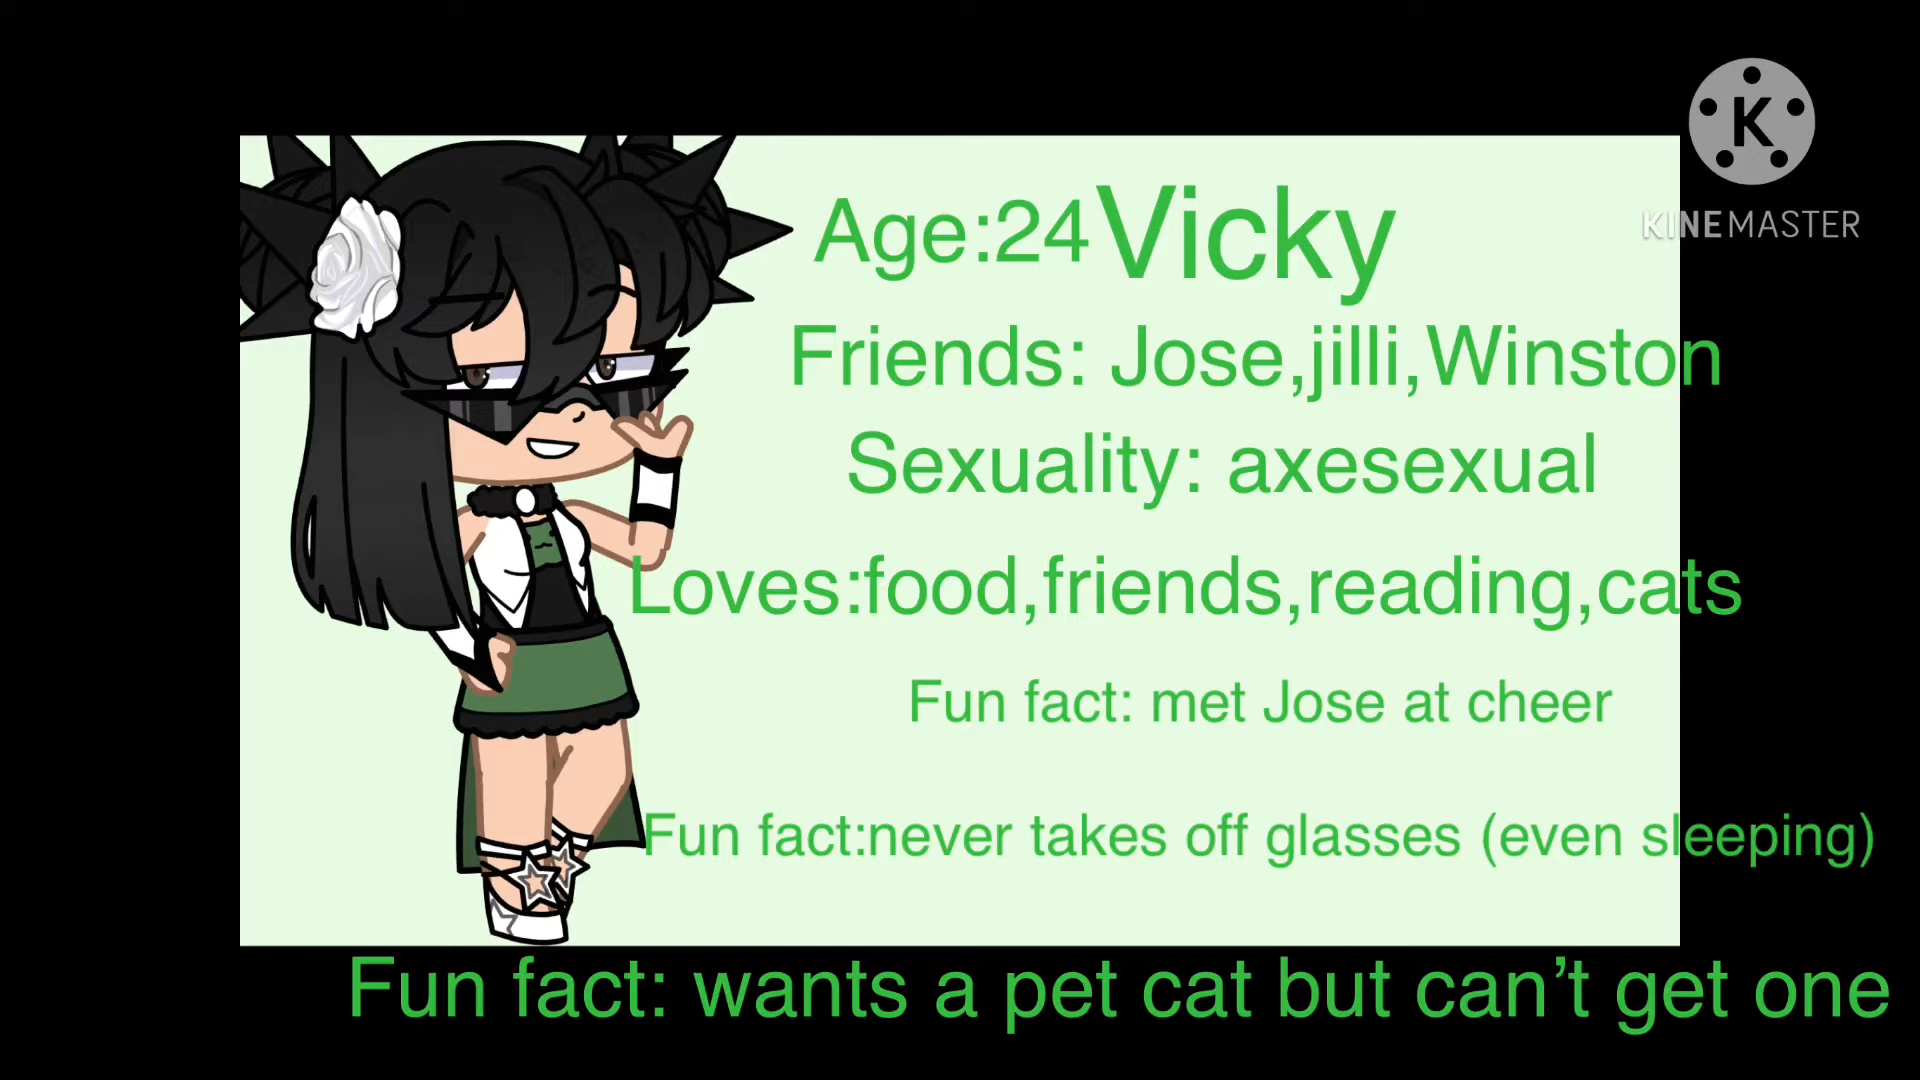 K
KINEMASTER
Age:24 Vicky
Friends: Jose,jilli,Winston
Sexuality: axesexual
Loves:food,friends,reading,cats
Fun fact: met Jose at cheer
Fun fact:never takes off glasses (even sleeping)
Fun fact: wants a pet cat but can’t get one